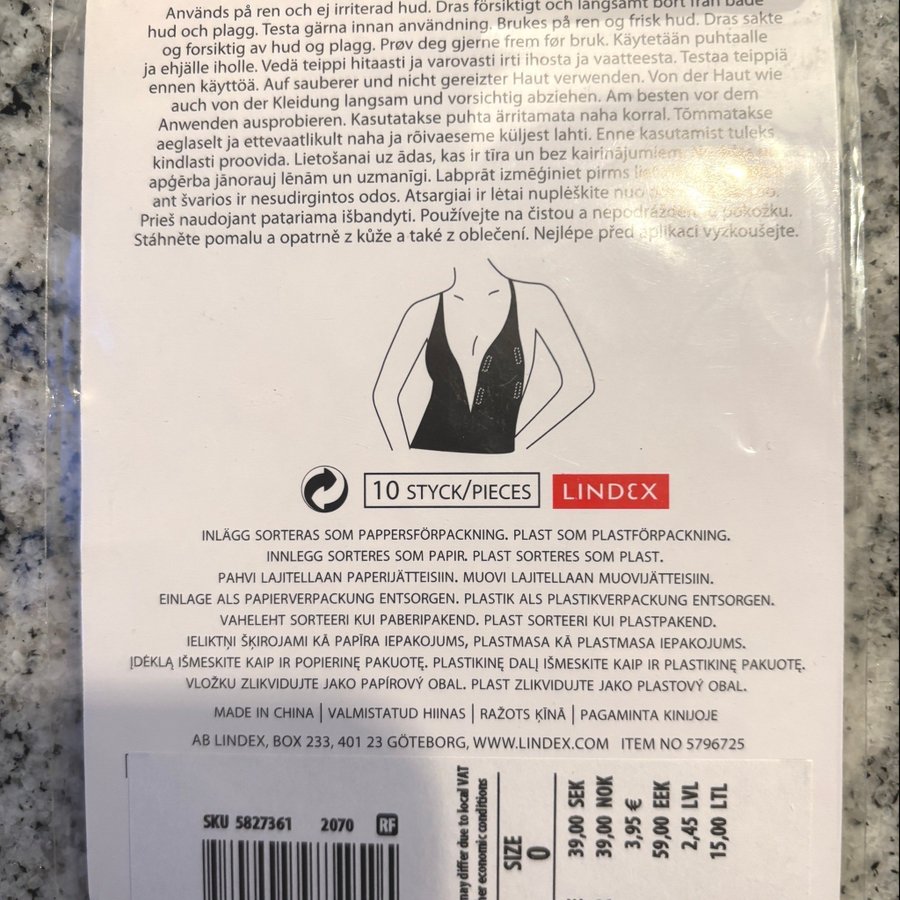 Används på ren och ej irriterad hud. Dras försiktigt och långsamt bort från både
hud och plagg. Testa gärna innan användning. Brukes på ren og frisk hud. Dras sakte
og forsiktig av hud og plagg. Prøv deg gjerne frem før bruk. Käytetään puhtaalle
ja ehjälle iholle. Vedä teippi hitaasti ja varovasti irti ihosta ja vaatteesta. Testaa teippiä
ennen käyttöä. Auf sauberer und nicht gereizter Haut verwenden. Von der Haut wie
auch von der Kleidung langsam und vorsichtig abziehen. Am besten vor dem
Anwenden ausprobieren. Kasutatakse puhta ärritamata naha korral. Tõmmatakse
aeglaselt ja ettevaatlikult naha ja rõivaeseme küljest lahti. Enne kasutamist tuleks
kindlasti proovida. Lietošanai uz ādas, kas ir tīra un bez kairinājumiem.
apģērba jānorauj lēnām un uzmanīgi. Labprāt izmēģiniet pirms
ant švarios ir nesudirgintos odos. Atsargiai ir lėtai nuplėškite
Prieš naudojant patariama išbandyti. Používejte na čistou a nepodrážděnou pokožku.
Stáhněte pomalu a opatrně z kůže a také z oblečení. Nejlépe před aplikací vyzkoušejte.
10 STYCK/PIECES LINDEX
INLÄGG SORTERAS SOM PAPPERSFÖRPACKNING. PLAST SOM PLASTFÖRPACKNING.
INNLEGG SORTERES SOM PAPIR. PLAST SORTERES SOM PLAST.
PAHVI LAJITELLAAN PAPERIJÄTTEISIIN. MUOVI LAJITELLAAN MUOVIJÄTTEISIIN.
EINLAGE ALS PAPIERVERPACKUNG ENTSORGEN. PLASTIK ALS PLASTIKVERPACKUNG ENTSORGEN.
VAHELEHT SORTEERI KUI PABERIPAKEND. PLAST SORTEERI KUI PLASTPAKEND.
IELIKTŅI ŠĶIROJAMI KĀ PAPĪRA IEPAKOJUMS, PLASTMASA KĀ PLASTMASA IEPAKOJUMS.
ĮDĖKLĄ IŠMESKITE KAIP IR POPIERINĘ PAKUOTĘ. PLASTIKINĘ DALĮ IŠMESKITE KAIP IR PLASTIKINĘ PAKUOTĘ.
VLOŽKU ZLIKVIDUJTE JAKO PAPÍROVÝ OBAL. PLAST ZLIKVIDUJTE JAKO PLASTOVÝ OBAL.
MADE IN CHINA | VALMISTATUD HIINAS | RAŽOTS ĶĪNĀ | PAGAMINTA KINIJOJE
AB LINDEX, BOX 233, 401 23 GÖTEBORG, WWW.LINDEX.COM ITEM NO 5796725
SKU 5827361 2070 RF
may differ due to local VAT
her economic conditions
SIZE
0
39,00 SEK
39,00 NOK
3,95 €
59,00 EEK
2,45 LVL
15,00 LTL